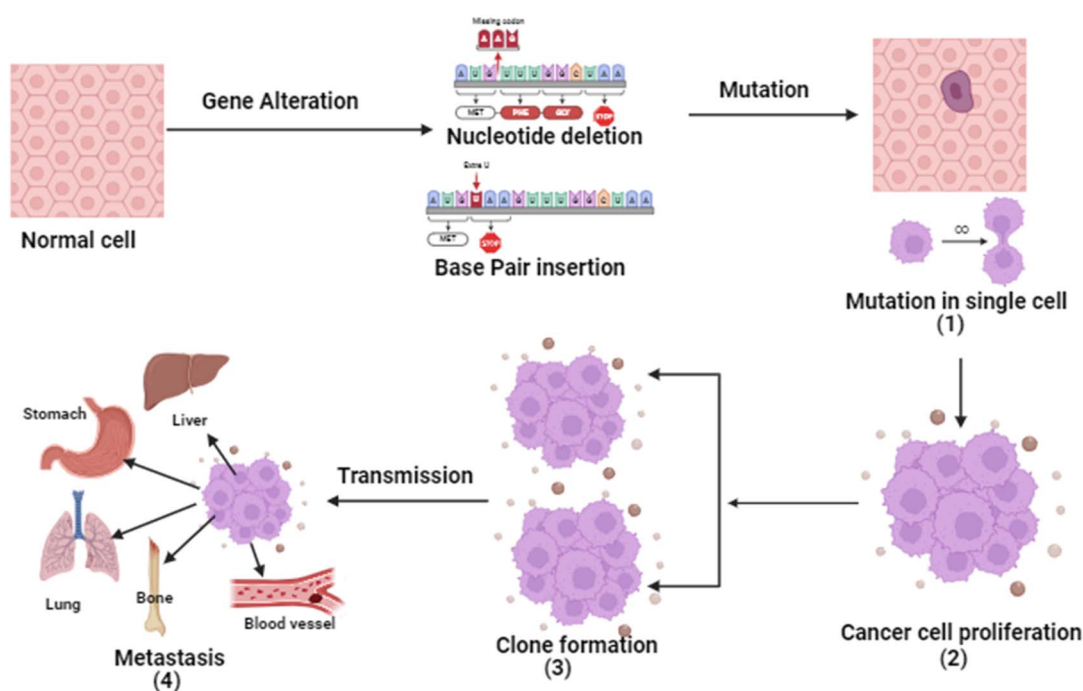 Missing codon
A A G
Gene Alteration
A U G U U U G G C U A A
MET PHE GLY STOP
Nucleotide deletion
Mutation
Normal cell
Extra U
A U G U A A G U U U G G C U A A
MET STOP
Base Pair insertion
∞
Mutation in single cell
(1)
Stomach
Liver
Transmission
Lung
Bone
Blood vessel
Metastasis
(4)
Clone formation
(3)
Cancer cell proliferation
(2)